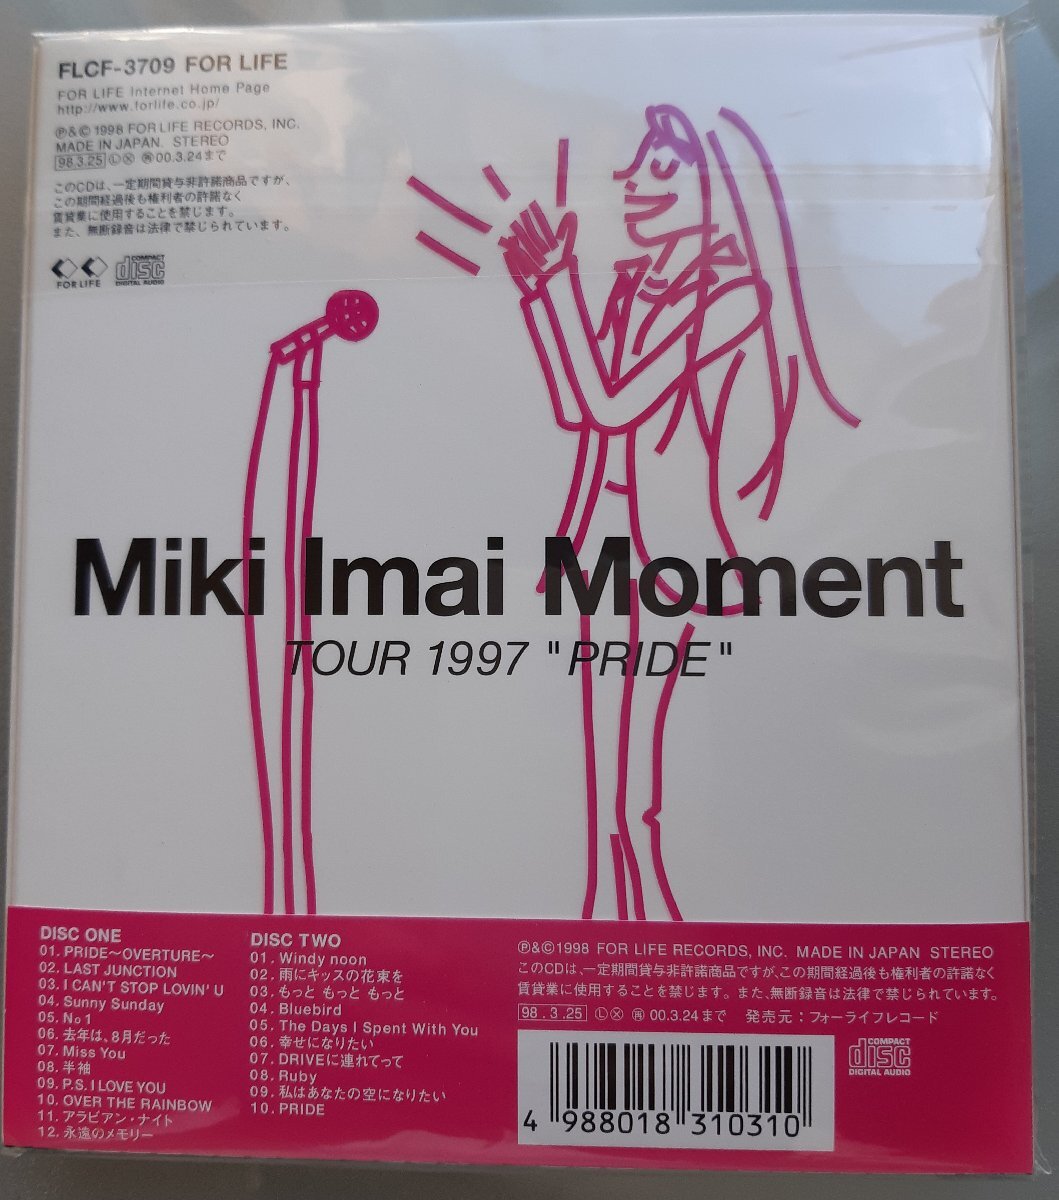 FLCF-3709 FOR LIFE
FOR LIFE Internet Home Page
http://www.forlife.co.jp/
Ⓟ&©1998 FOR LIFE RECORDS, INC.
MADE IN JAPAN. STEREO
98.3.25 Ⓛ Ⓧ ㊞00.3.24まで
このCDは、一定期間貸与非許諾商品ですが、
この期間経過後も権利者の許諾なく
賃貸業に使用することを禁じます。
また、無断録音は法律で禁じられています。
FOR LIFE
COMPACT
disc
DIGITAL AUDIO
Miki Imai Moment
TOUR 1997 "PRIDE"
DISC ONE
01. PRIDE〜OVERTURE〜
02. LAST JUNCTION
03. I CAN'T STOP LOVIN' U
04. Sunny Sunday
05. No1
06. 去年は、8月だった
07. Miss You
08. 半袖
09. P.S. I LOVE YOU
10. OVER THE RAINBOW
11. アラビアン・ナイト
12. 永遠のメモリー
DISC TWO
01. Windy noon
02. 雨にキッスの花束を
03. もっと もっと もっと
04. Bluebird
05. The Days I Spent With You
06. 幸せになりたい
07. DRIVEに連れてって
08. Ruby
09. 私はあなたの空になりたい
10. PRIDE
Ⓟ&©1998 FOR LIFE RECORDS, INC. MADE IN JAPAN STEREO
このCDは、一定期間貸与非許諾商品ですが、この期間経過後も権利者の許諾なく
賃貸業に使用することを禁じます。また、無断録音は法律で禁じられています。
98.3.25 Ⓛ Ⓧ 00.3.24まで 発売元:フォーライフレコード
COMPACT
disc
DIGITAL AUDIO
4 988018 310310